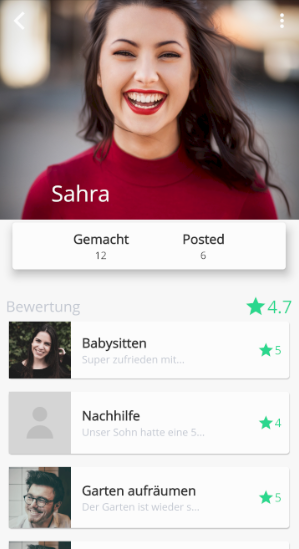 Sahra
Gemacht Posted
12 6
Bewertung 4.7
Babysitten
Super zufrieden mit...
5
Nachhilfe
Unser Sohn hatte eine 5...
4
Garten aufräumen
Der Garten ist wieder s...
5